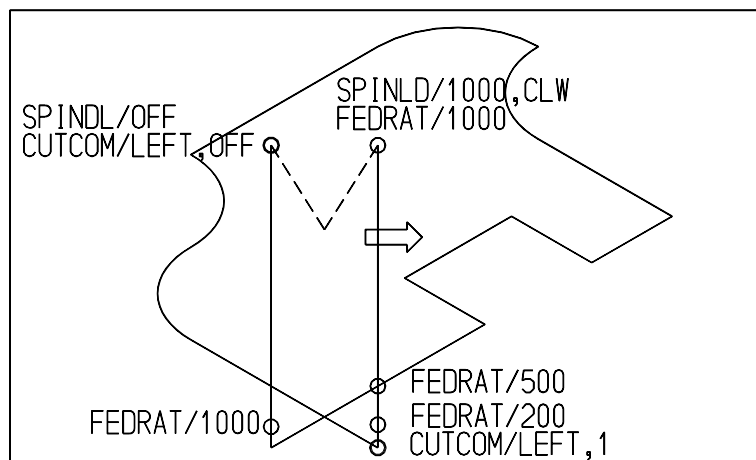 SPINLD/1000,CLW
FEDRAT/1000
SPINDL/OFF
CUTCOM/LEFT,OFF
FEDRAT/500
FEDRAT/1000
FEDRAT/200
CUTCOM/LEFT,1